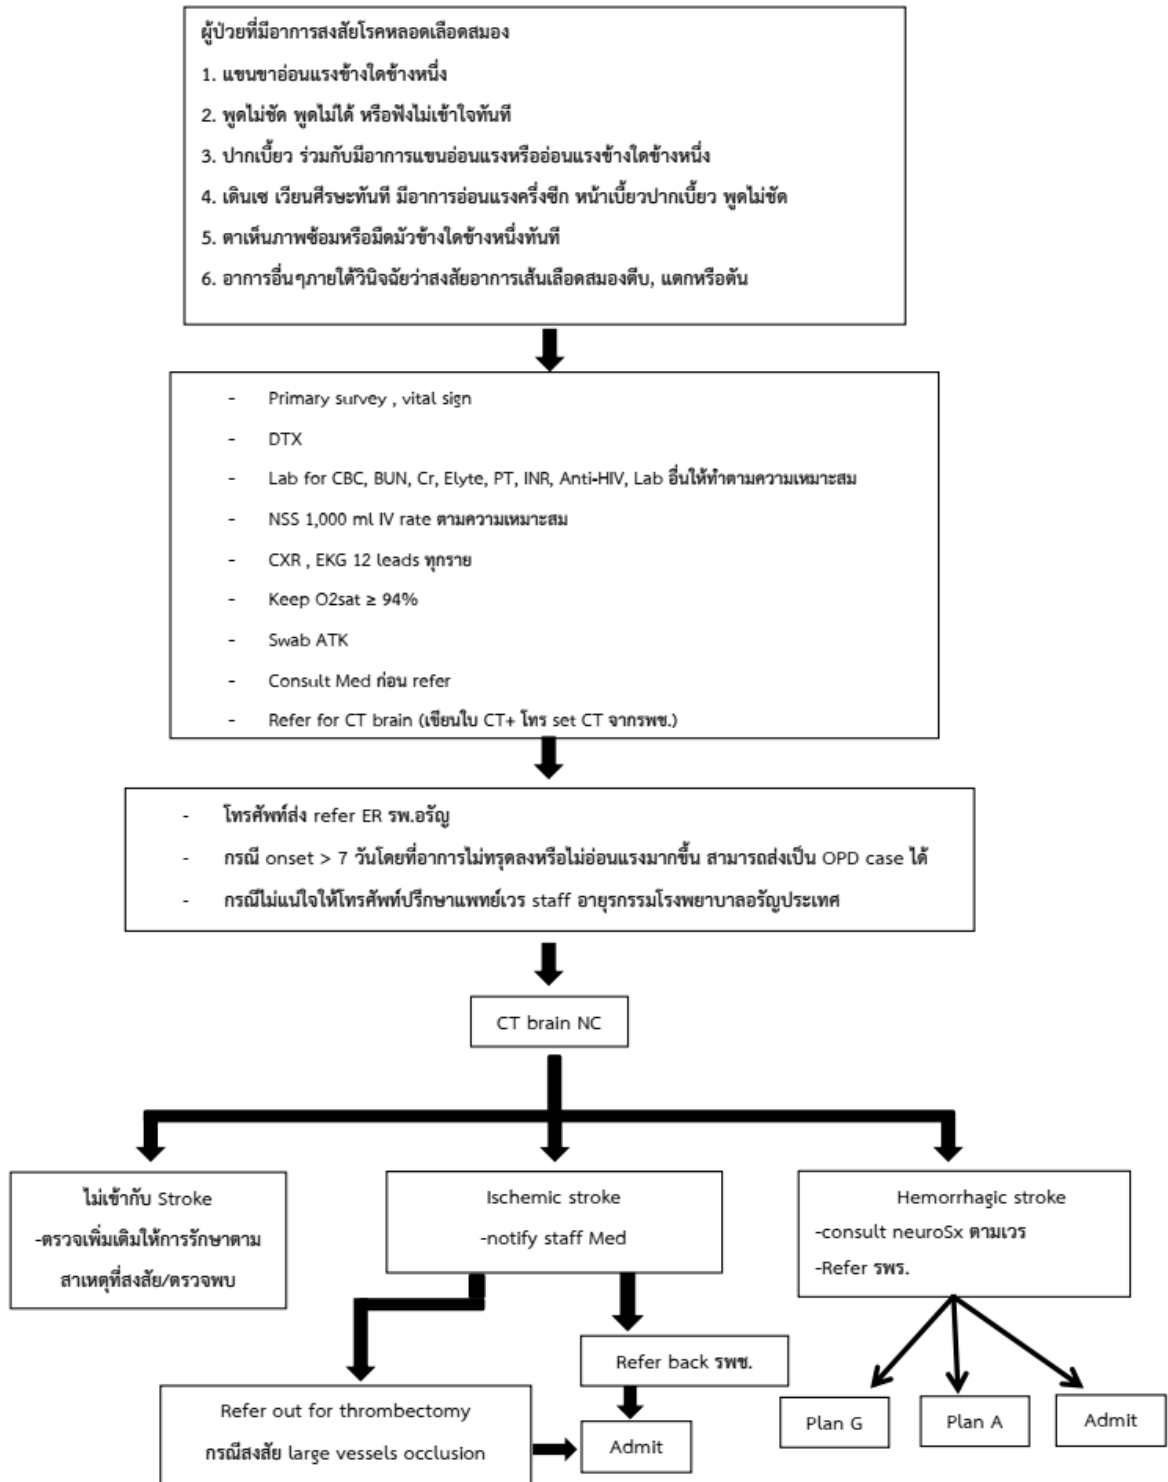 ผู้ป่วยที่มีอาการสงสัยโรคหลอดเลือดสมอง
1. แขนขาอ่อนแรงข้างใดข้างหนึ่ง
2. พูดไม่ชัด พูดไม่ได้ หรือฟังไม่เข้าใจทันที
3. ปากเบี้ยว ร่วมกับมีอาการแขนอ่อนแรงหรืออ่อนแรงข้างใดข้างหนึ่ง
4. เดินเซ เวียนศีรษะทันที มีอาการอ่อนแรงครึ่งซีก หน้าเบี้ยวปากเบี้ยว พูดไม่ชัด
5. ตาเห็นภาพซ้อมหรือมืดมัวข้างใดข้างหนึ่งทันที
6. อาการอื่นๆภายใต้วินิจฉัยว่าสงสัยอาการเส้นเลือดสมองตีบ, แตกหรือตัน
- Primary survey , vital sign
- DTX
- Lab for CBC, BUN, Cr, Elyte, PT, INR, Anti-HIV, Lab อื่นให้ทำตามความเหมาะสม
- NSS 1,000 ml IV rate ตามความเหมาะสม
- CXR , EKG 12 leads ทุกราย
- Keep O2sat ≥ 94%
- Swab ATK
- Consult Med ก่อน refer
- Refer for CT brain (เขียนใบ CT+ โทร set CT จากรพช.)
- โทรศัพท์ส่ง refer ER รพ.อรัญ
- กรณี onset > 7 วันโดยที่อาการไม่ทรุดลงหรือไม่อ่อนแรงมากขึ้น สามารถส่งเป็น OPD case ได้
- กรณีไม่แน่ใจให้โทรศัพท์ปรึกษาแพทย์เวร staff อายุรกรรมโรงพยาบาลอรัญประเทศ
CT brain NC
ไม่เข้ากับ Stroke
-ตรวจเพิ่มเติมให้การรักษาตาม
สาเหตุที่สงสัย/ตรวจพบ
Ischemic stroke
-notify staff Med
Hemorrhagic stroke
-consult neuroSx ตามเวร
-Refer รพร.
Refer back รพช.
Refer out for thrombectomy
กรณีสงสัย large vessels occlusion
Admit
Plan G
Plan A
Admit